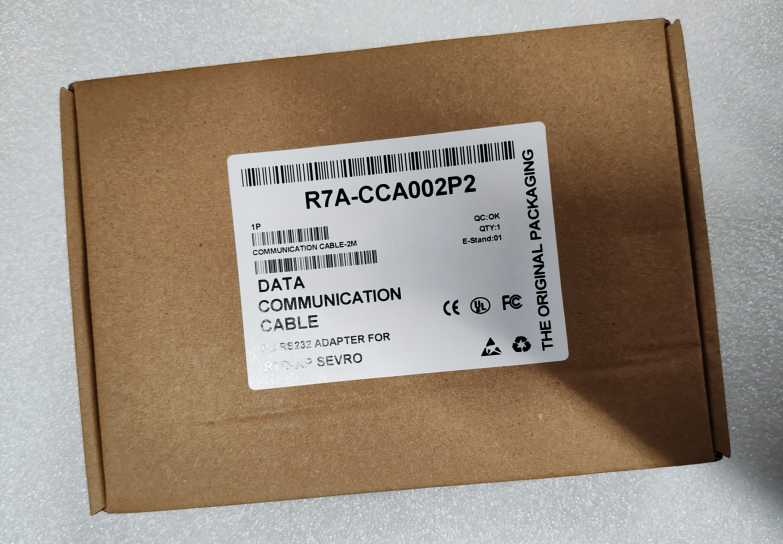 R7A-CCA002P2
1P
COMMUNICATION CABLE-2M
QC:OK
QTY:1
E-Stand:01
DATA
COMMUNICATION
CABLE
RS232 ADAPTER FOR
SEVRO
CE UL FC
THE ORIGINAL PACKAGING